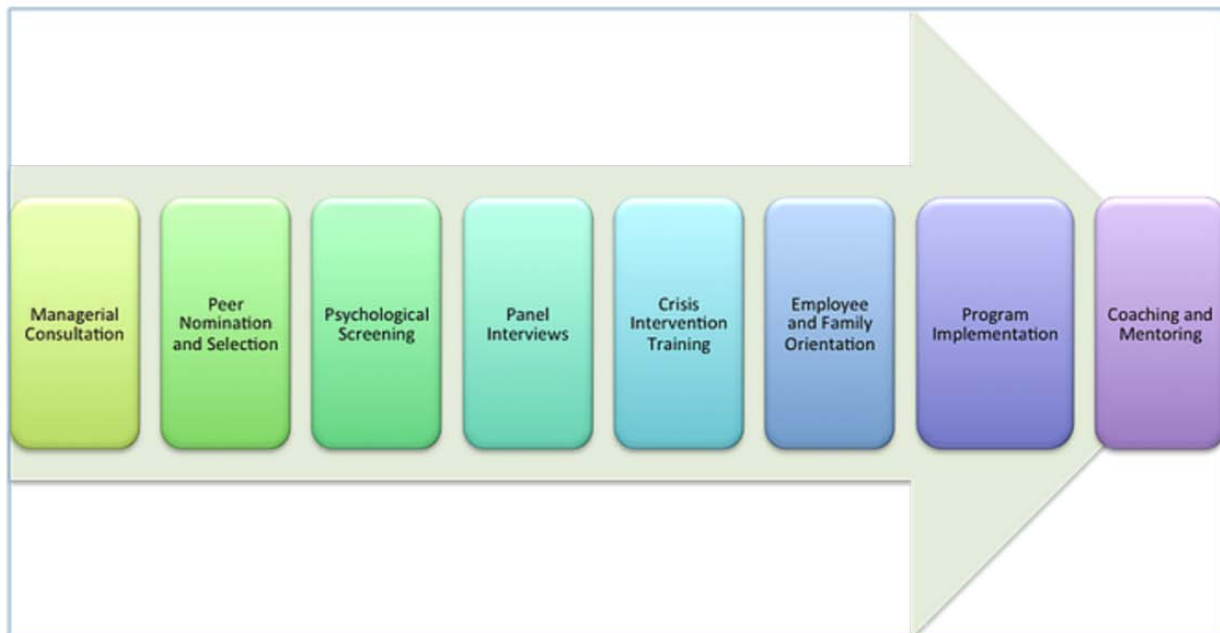 Managerial
Consultation
Peer
Nomination
and Selection
Psychological
Screening
Panel
Interviews
Crisis
Intervention
Training
Employee
and Family
Orientation
Program
Implementation
Coaching and
Mentoring